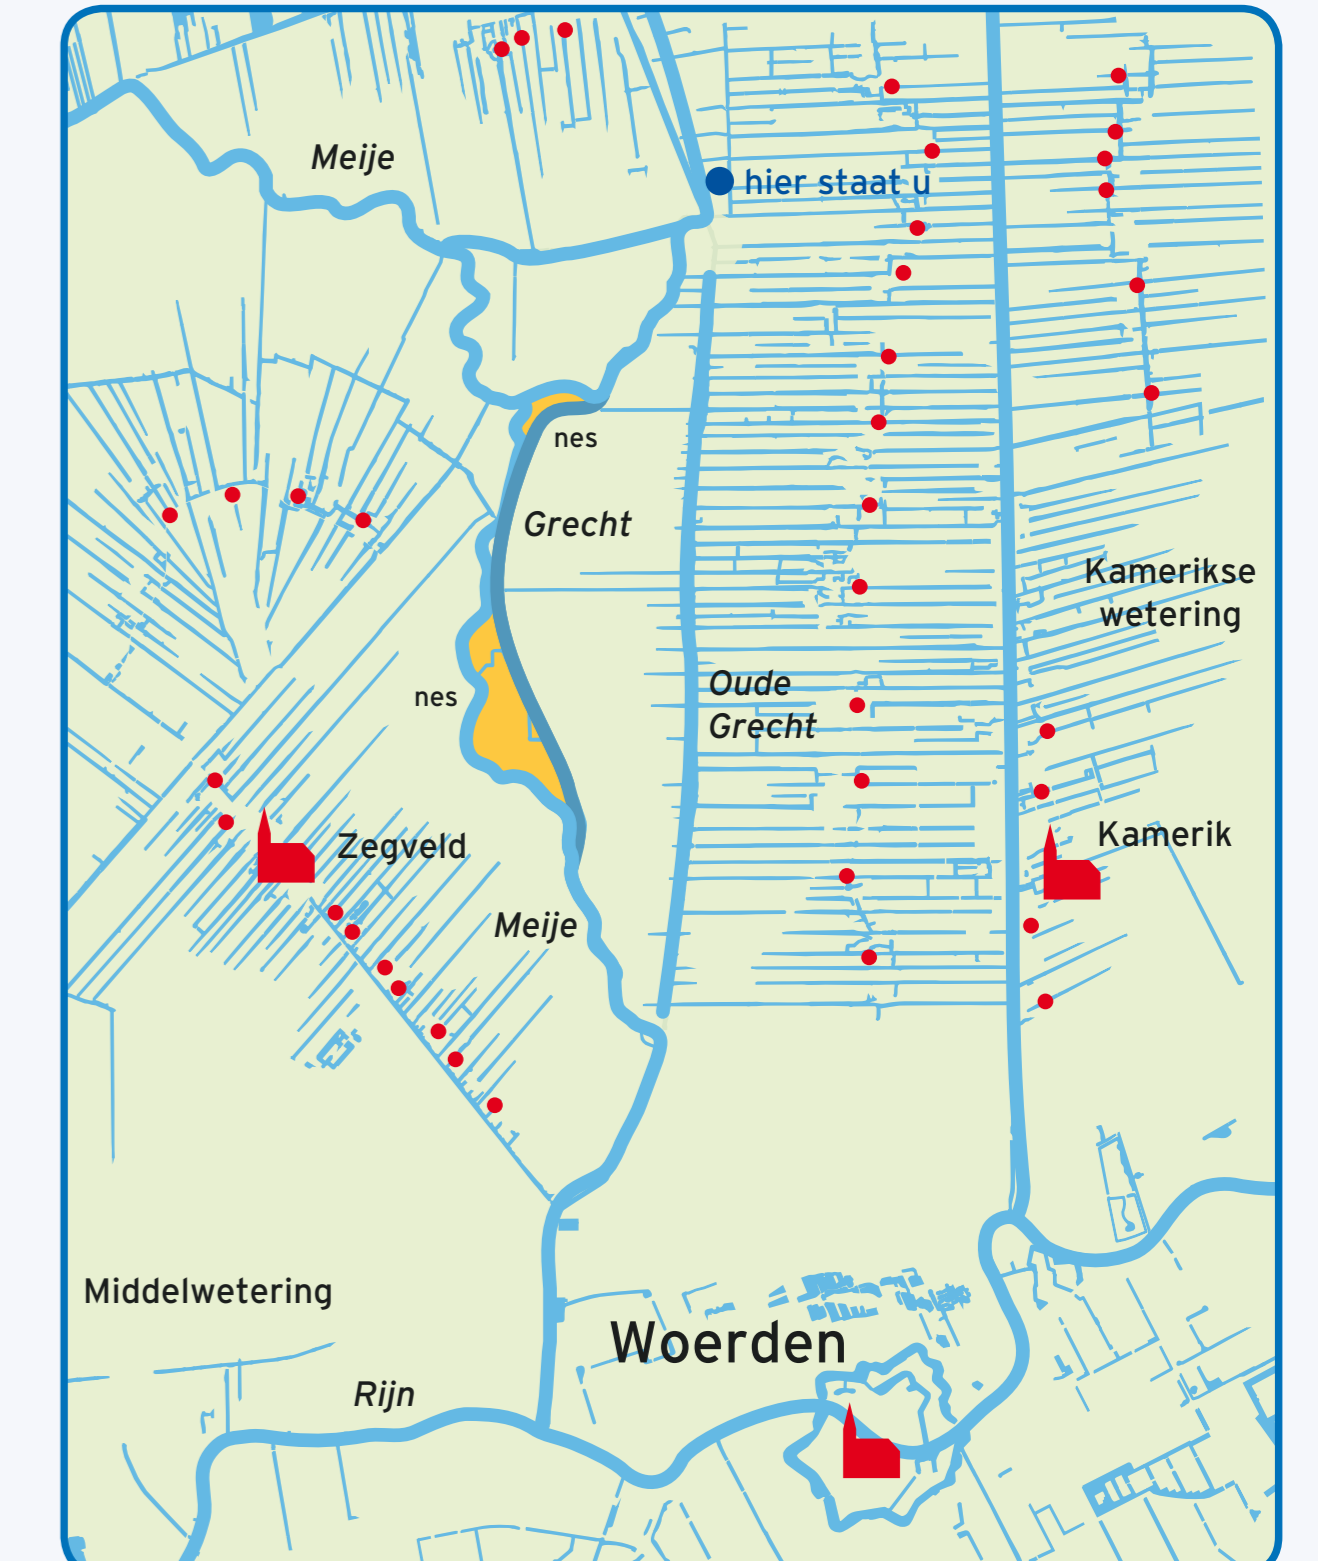 Meije
hier staat u
nes
Grecht
Kamerikse
wetering
nes
Oude
Grecht
Zegveld
Kamerik
Meije
Middelwetering
Woerden
Rijn